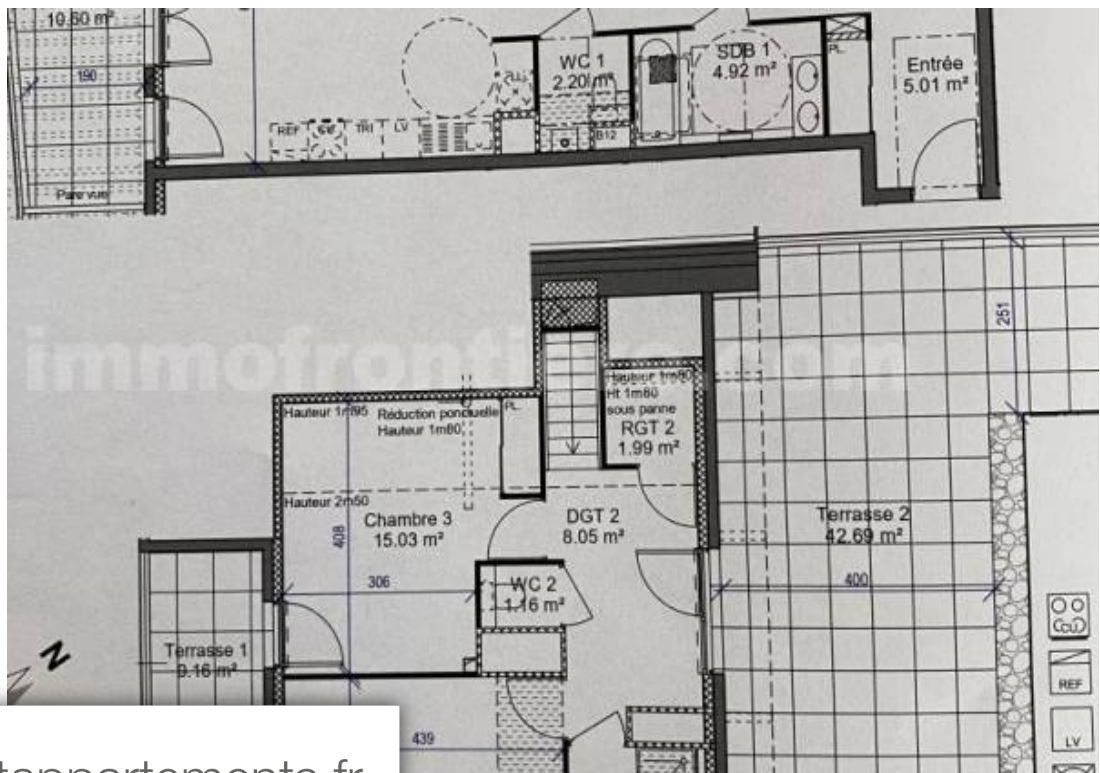 10.60 m²
190
Pare vue
REF
TRI
LV
WC 1
2.20 m²
B12
SDB 1
4.92 m²
PL.
Entrée
5.01 m²
immofrontiere.com
251
Hauteur 1m95
Réduction ponctuelle
Hauteur 1m80
PL.
Hauteur 1m80
Ht 1m80
sous panne
RGT 2
1.99 m²
Hauteur 2m50
Chambre 3
15.03 m²
408
306
DGT 2
8.05 m²
WC 2
1.16 m²
Terrasse 2
42.69 m²
400
Terrasse 1
9.16 m²
N
439
CCU
REF
LV